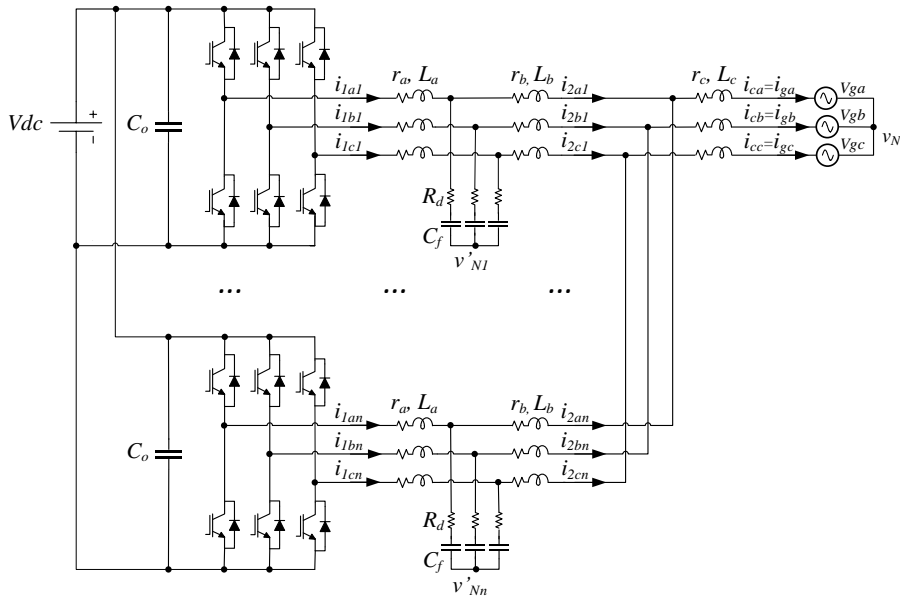 i1a1 ra, La rb, Lb i2a1 rc, Lc ica=iga Vga
Vdc + − Co i1b1 i2b1 icb=igb Vgb vN
i1c1 i2c1 icc=igc Vgc
Rd
Cf
v'N1
... ... ...
i1an ra, La rb, Lb i2an
Co i1bn i2bn
i1cn i2cn
Rd
Cf
v'Nn